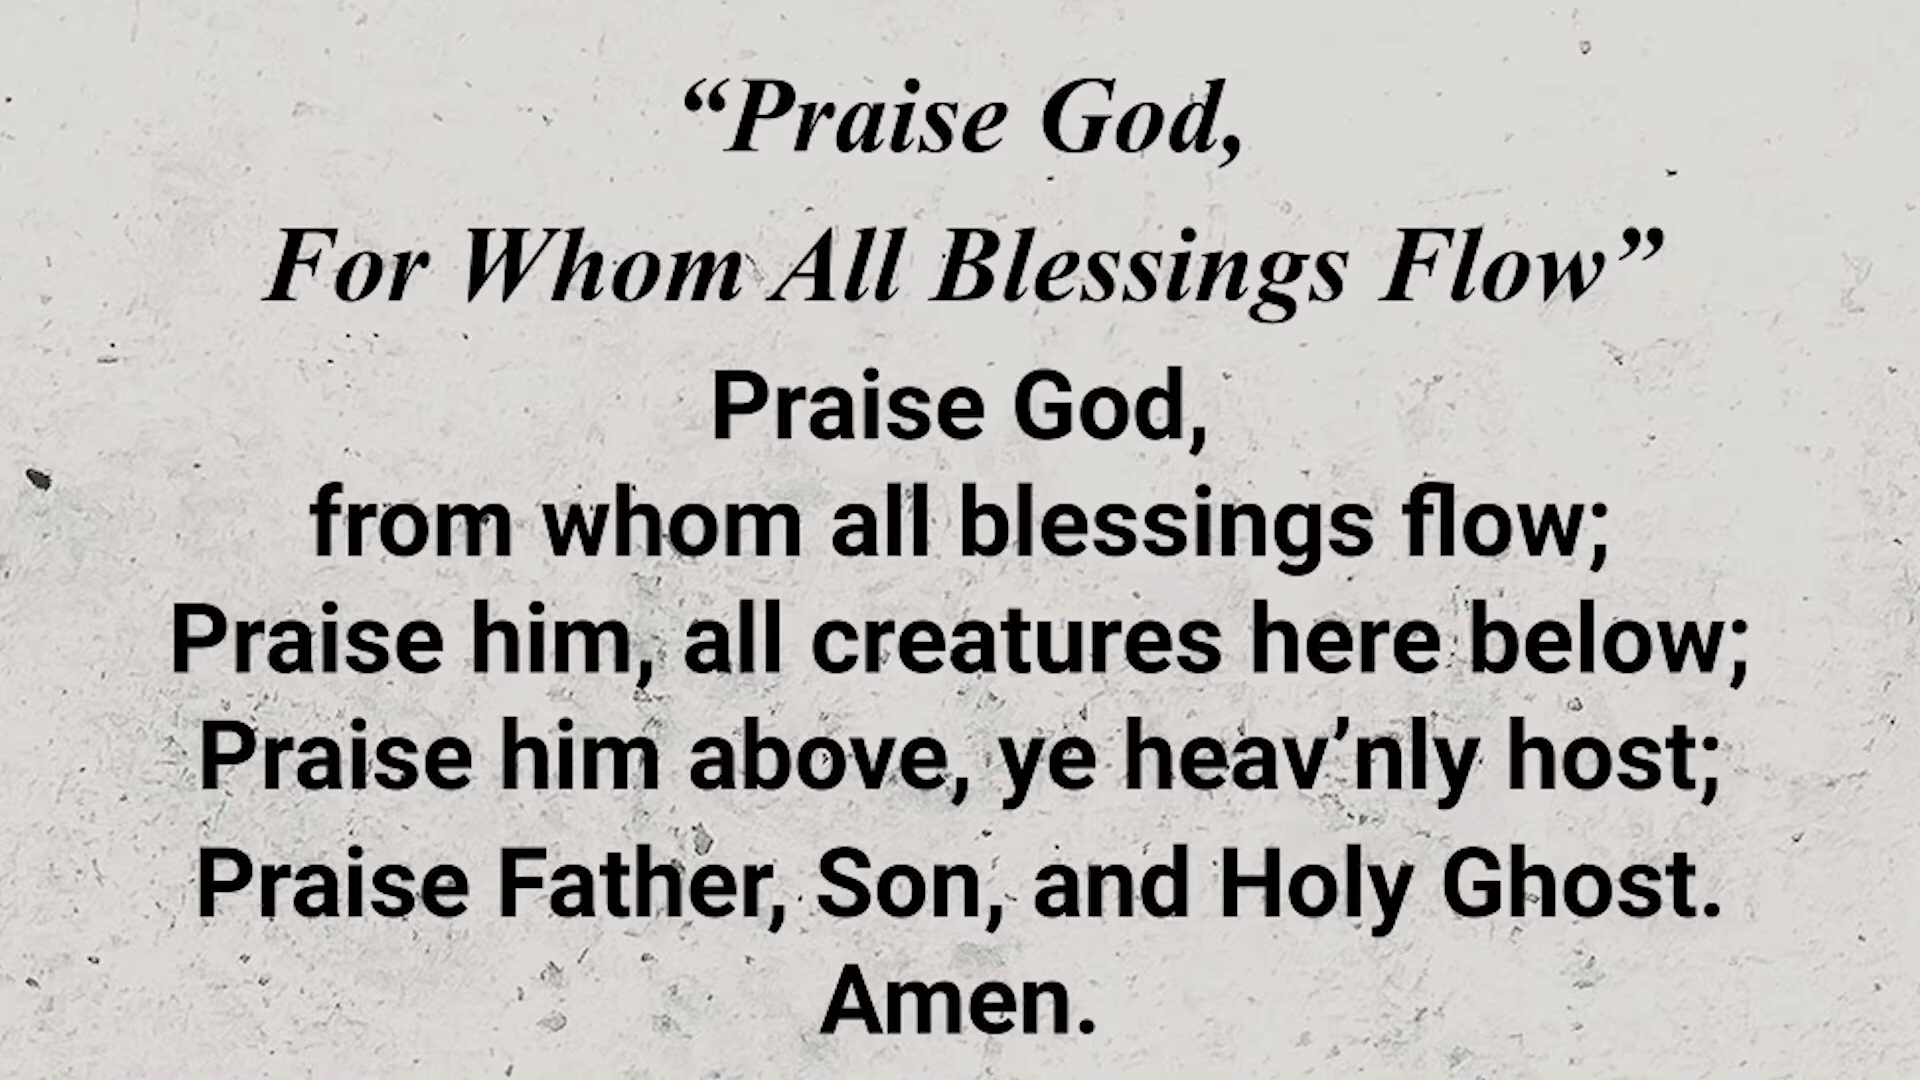 “Praise God,
For Whom All Blessings Flow”
Praise God,
from whom all blessings flow;
Praise him, all creatures here below;
Praise him above, ye heav’nly host;
Praise Father, Son, and Holy Ghost.
Amen.